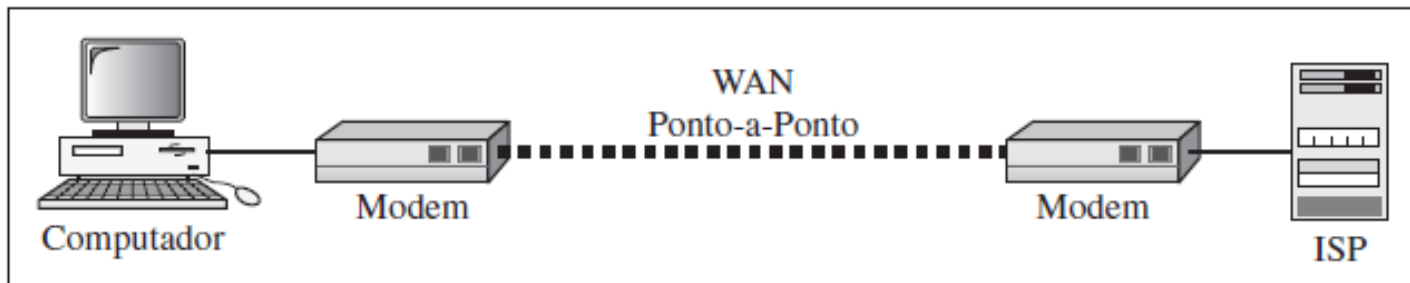 WAN
Ponto-a-Ponto
Modem
Modem
Computador
ISP